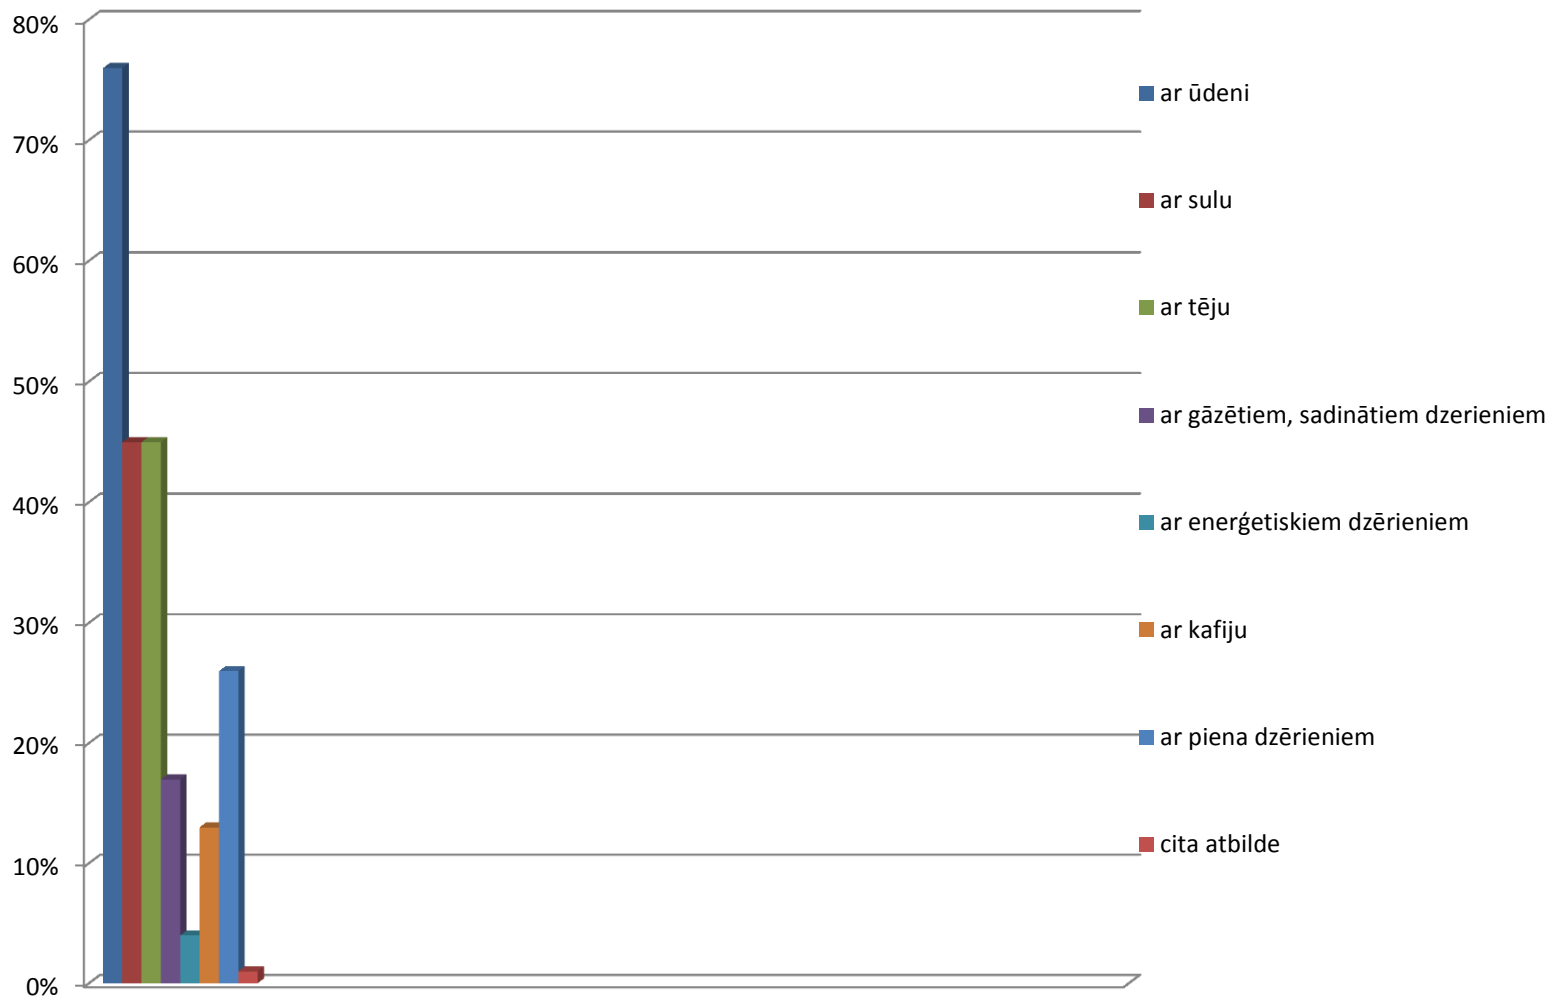 80%
70%
60%
50%
40%
30%
20%
10%
0%
ar ūdeni
ar sulu
ar tēju
ar gāzētiem, sadinātiem dzerieniem
ar enerģetiskiem dzērieniem
ar kafiju
ar piena dzērieniem
cita atbilde